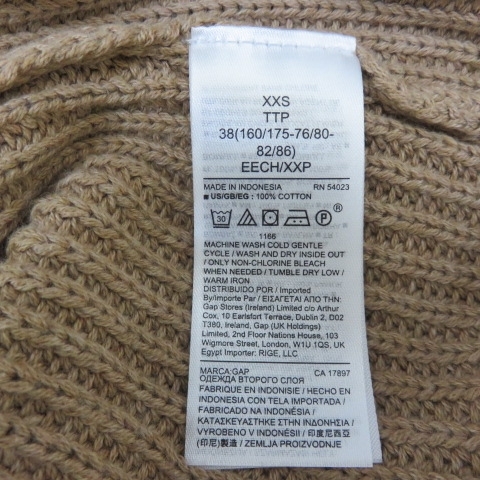 XXS
TTP
38(160/175-76/80-
82/86)
EECH/XXP
MADE IN INDONESIA RN 54023
■ US/GB/EG: 100% COTTON
30 P ®
1166
MACHINE WASH COLD GENTLE
CYCLE / WASH AND DRY INSIDE OUT
/ ONLY NON-CHLORINE BLEACH
WHEN NEEDED / TUMBLE DRY LOW /
WARM IRON
DISTRIBUIDO POR / Imported
By/Importe Par / ΕΙΣΑΓΕΤΑΙ ΑΠΟ ΤΗΝ:
Gap Stores (Ireland) Limited c/o Arthur
Cox, 10 Earlsfort Terrace, Dublin 2, D02
T380, Ireland, Gap (UK Holdings)
Limited, 2nd Floor Nations House, 103
Wigmore Street, London, W1U 1QS, UK
Egypt Importer: RIGE, LLC
MARCA:GAP CA 17897
ОДЕЖДА ВТОРОГО СЛОЯ
FABRIQUÉ EN INDONÉSIE / HECHO EN
INDONESIA CON TELA IMPORTADA /
FABRICADO NA INDONÉSIA /
ΚΑΤΑΣΚΕΥΑΣΤΗΚΕ ΣΤΗΝ ΙΝΔΟΝΗΣΙΑ /
VYROBENO V INDONÉSII / 印度尼西亚
(印尼)製造 / ZEMLJA PROIZVODNJE: